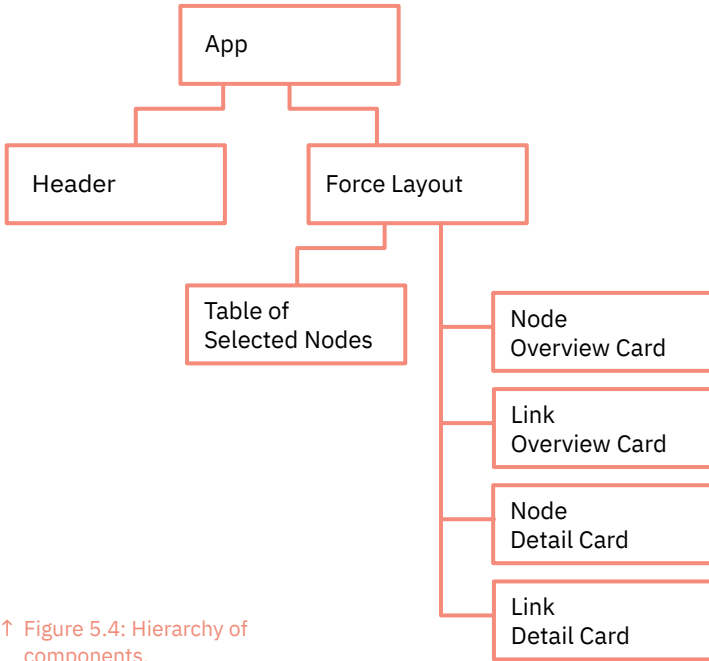 App
Header
Force Layout
Table of
Selected Nodes
Node
Overview Card
Link
Overview Card
Node
Detail Card
Link
Detail Card
↑ Figure 5.4: Hierarchy of
components.